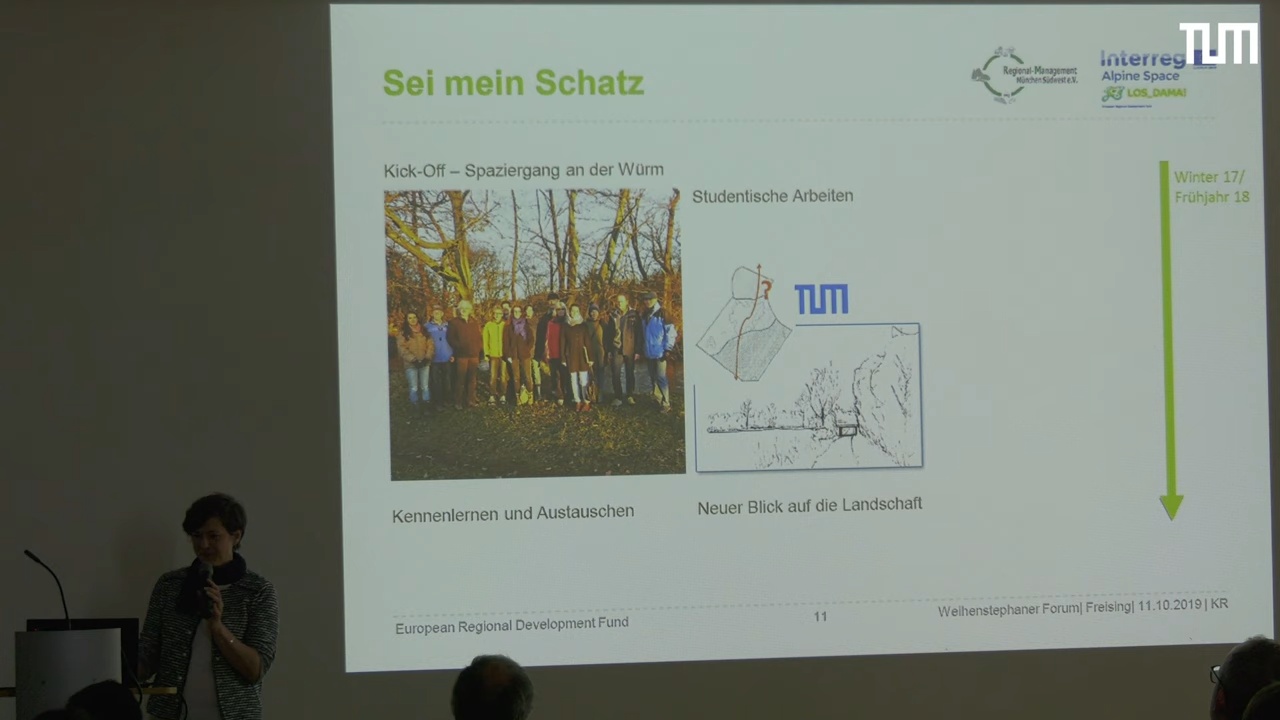 TUM
Sei mein Schatz
Regional-Management
München Südwest e.V.
Interreg
Alpine Space
LOS_DAMA!
Kick-Off – Spaziergang an der Würm
Studentische Arbeiten
Winter 17/
Frühjahr 18
?
TUM
Kennenlernen und Austauschen
Neuer Blick auf die Landschaft
European Regional Development Fund
11
Weihenstephaner Forum| Freising| 11.10.2019 | KR